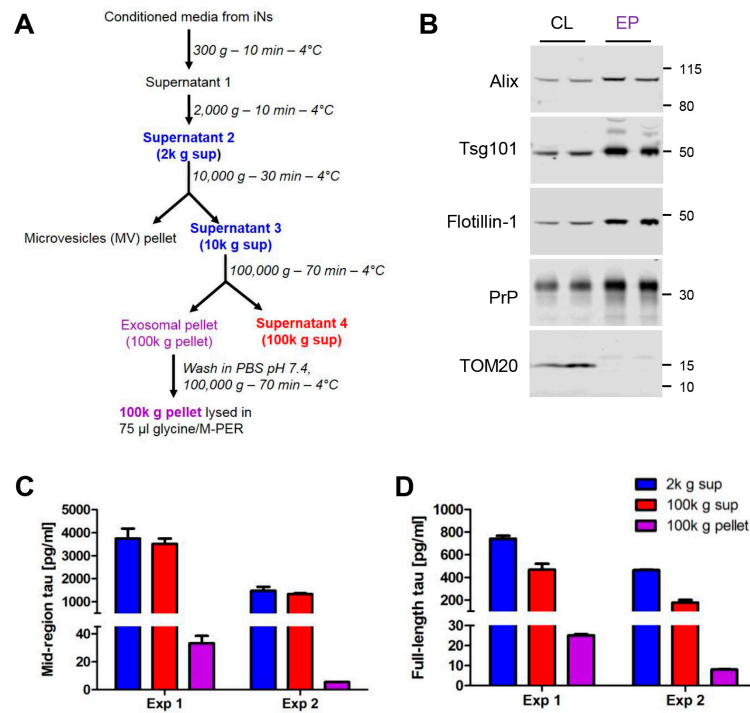 A
Conditioned media from iNs
300 g – 10 min – 4°C
Supernatant 1
2,000 g – 10 min – 4°C
Supernatant 2
(2k g sup)
10,000 g – 30 min – 4°C
Microvesicles (MV) pellet
Supernatant 3
(10k g sup)
100,000 g – 70 min – 4°C
Exosomal pellet
(100k g pellet)
Supernatant 4
(100k g sup)
Wash in PBS pH 7.4,
100,000 g – 70 min – 4°C
100k g pellet lysed in
75 µl glycine/M-PER
B
CL EP
Alix
115
80
Tsg101
50
Flotillin-1
50
PrP
30
TOM20
15
10
C
Mid-region tau [pg/ml]
5000
4000
3000
2000
1000
40
20
0
Exp 1 Exp 2
D
Full-length tau [pg/ml]
1000
800
600
400
200
30
20
10
0
Exp 1 Exp 2
2k g sup
100k g sup
100k g pellet